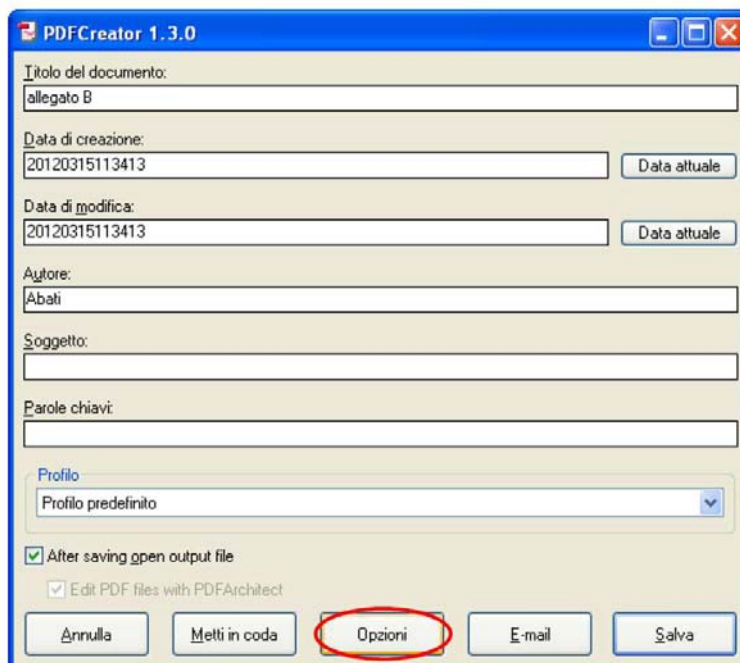 PDFCreator 1.3.0
Titolo del documento:
allegato B
Data di creazione:
20120315113413
Data attuale
Data di modifica:
20120315113413
Data attuale
Autore:
Abati
Soggetto:
Parole chiavi:
Profilo
Profilo predefinito
After saving open output file
Edit PDF files with PDFArchitect
Annulla Metti in coda Opzioni E-mail Salva